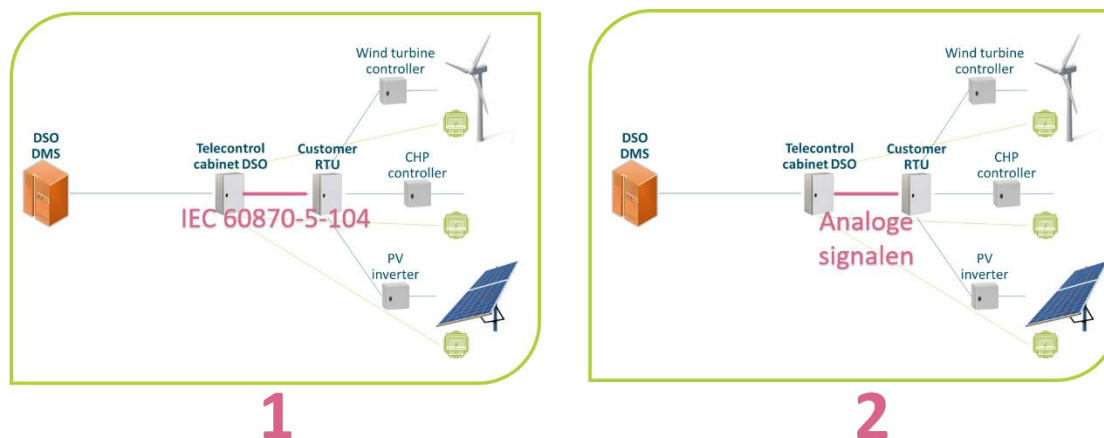 Wind turbine
controller
DSO
DMS
Telecontrol
cabinet DSO
Customer
RTU
CHP
controller
IEC 60870-5-104
PV
inverter
1
Wind turbine
controller
DSO
DMS
Telecontrol
cabinet DSO
Customer
RTU
CHP
controller
Analoge
signalen
PV
inverter
2